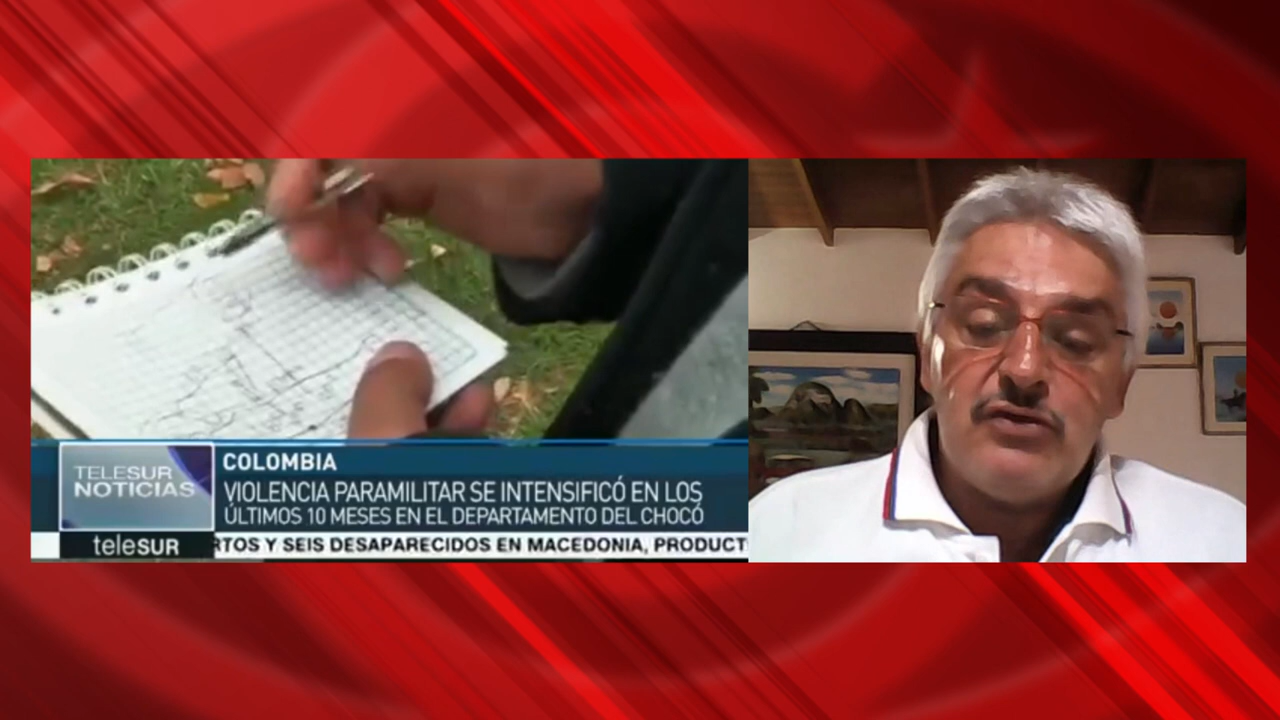 COLOMBIA
TELESUR
NOTICIAS
VIOLENCIA PARAMILITAR SE INTENSIFICÓ EN LOS
ÚLTIMOS 10 MESES EN EL DEPARTAMENTO DEL CHOCÓ
teleSUR
RTOS Y SEIS DESAPARECIDOS EN MACEDONIA, PRODUCT